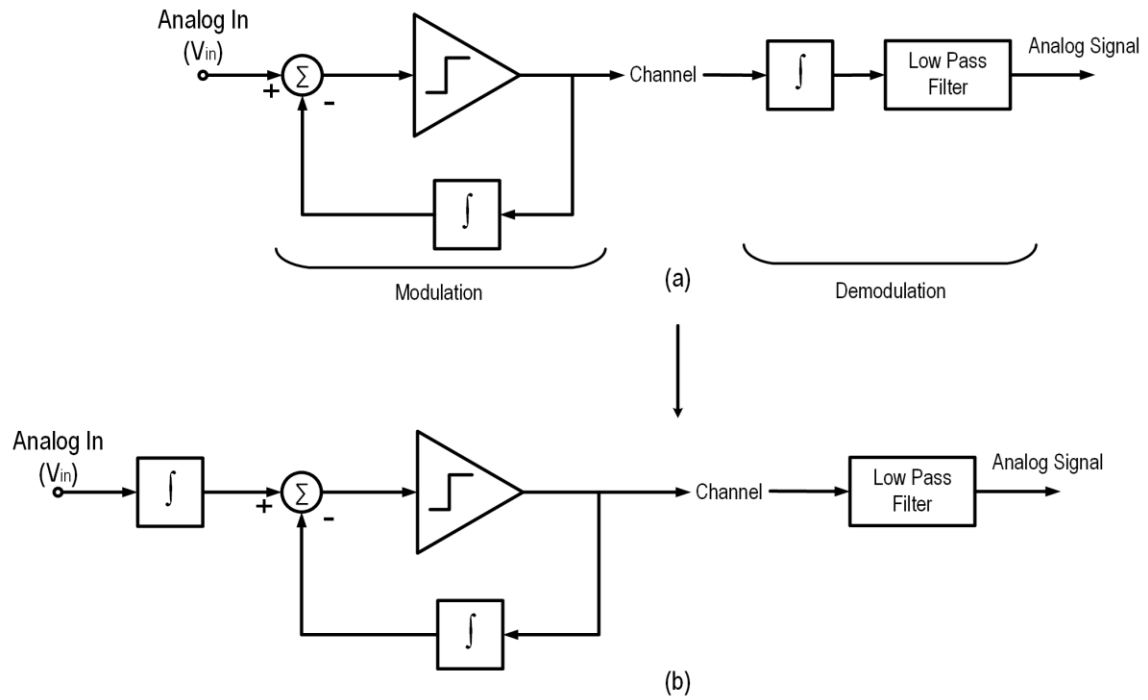 Analog In
(Vin)
Σ
+
-
∫
Channel
∫
Low Pass
Filter
Analog Signal
Modulation
(a)
Demodulation
Analog In
(Vin)
∫
+
Σ
-
∫
Channel
Low Pass
Filter
Analog Signal
(b)